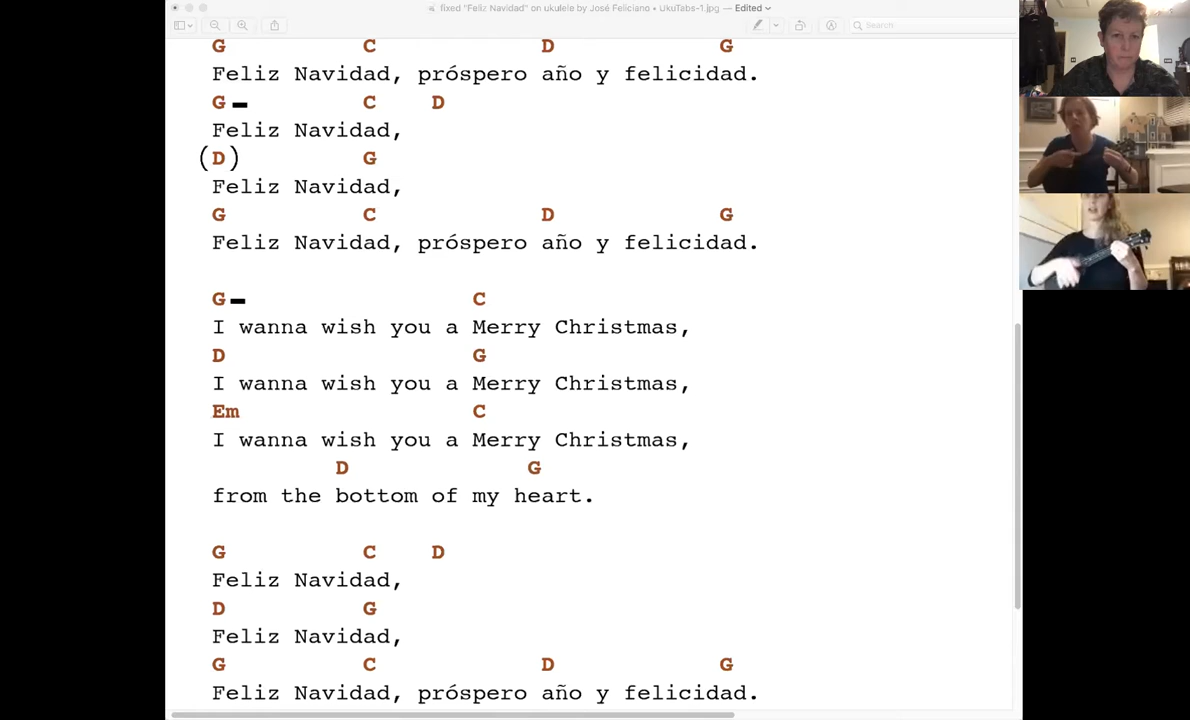 fixed "Feliz Navidad" on ukulele by José Feliciano • UkuTabs-1.jpg — Edited
Search
G C D G
Feliz Navidad, próspero año y felicidad.
G - C D
Feliz Navidad,
(D) G
Feliz Navidad,
G C D G
Feliz Navidad, próspero año y felicidad.
G - C
I wanna wish you a Merry Christmas,
D G
I wanna wish you a Merry Christmas,
Em C
I wanna wish you a Merry Christmas,
D G
from the bottom of my heart.
G C D
Feliz Navidad,
D G
Feliz Navidad,
G C D G
Feliz Navidad, próspero año y felicidad.